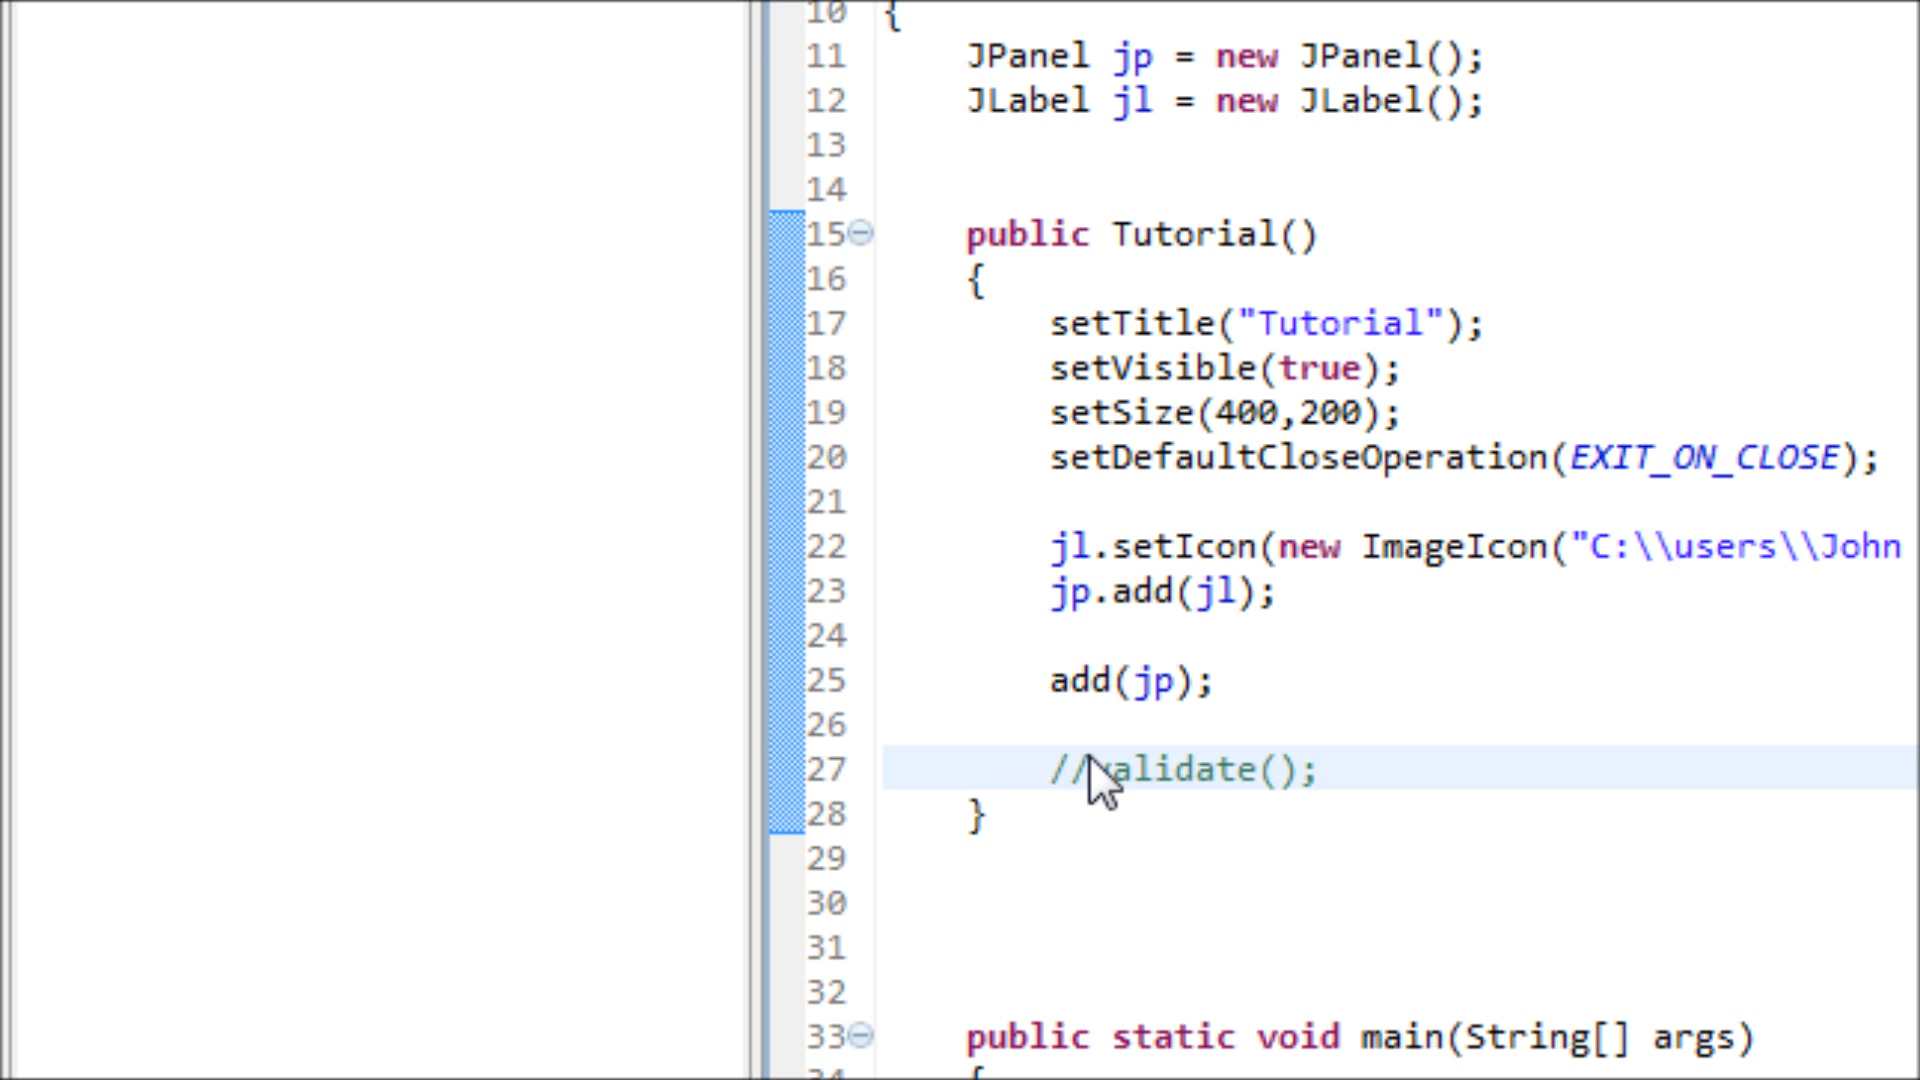 10 {
11 JPanel jp = new JPanel();
12 JLabel jl = new JLabel();
13
14
15 public Tutorial()
16 {
17 setTitle("Tutorial");
18 setVisible(true);
19 setSize(400,200);
20 setDefaultCloseOperation(EXIT_ON_CLOSE);
21
22 jl.setIcon(new ImageIcon("C:\\users\\John
23 jp.add(jl);
24
25 add(jp);
26
27 //validate();
28 }
29
30
31
32
33 public static void main(String[] args)
34 {